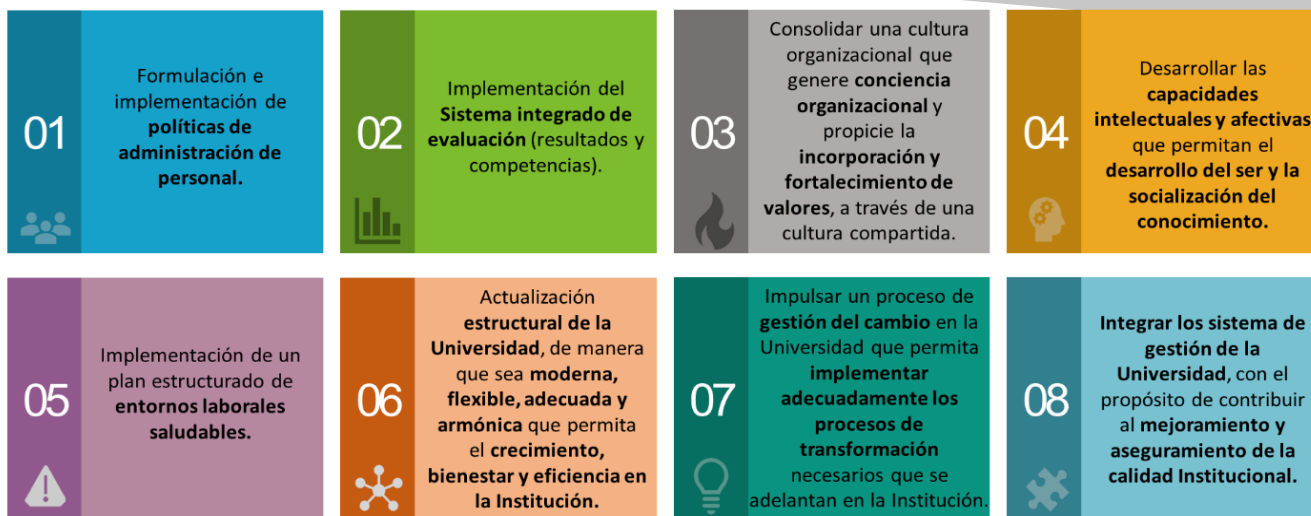 01
Formulación e
implementación de
políticas de
administración de
personal.
02
Implementación del
Sistema integrado de
evaluación (resultados y
competencias).
03
Consolidar una cultura
organizacional que
genere conciencia
organizacional y
propicie la
incorporación y
fortalecimiento de
valores, a través de una
cultura compartida.
04
Desarrollar las
capacidades
intelectuales y afectivas
que permitan el
desarrollo del ser y la
socialización del
conocimiento.
05
Implementación de un
plan estructurado de
entornos laborales
saludables.
06
Actualización
estructural de la
Universidad, de manera
que sea moderna,
flexible, adecuada y
armónica que permita
el crecimiento,
bienestar y eficiencia en
la Institución.
07
Impulsar un proceso de
gestión del cambio en la
Universidad que permita
implementar
adecuadamente los
procesos de
transformación
necesarios que se
adelantan en la Institución.
08
Integrar los sistema de
gestión de la
Universidad, con el
propósito de contribuir
al mejoramiento y
aseguramiento de la
calidad Institucional.